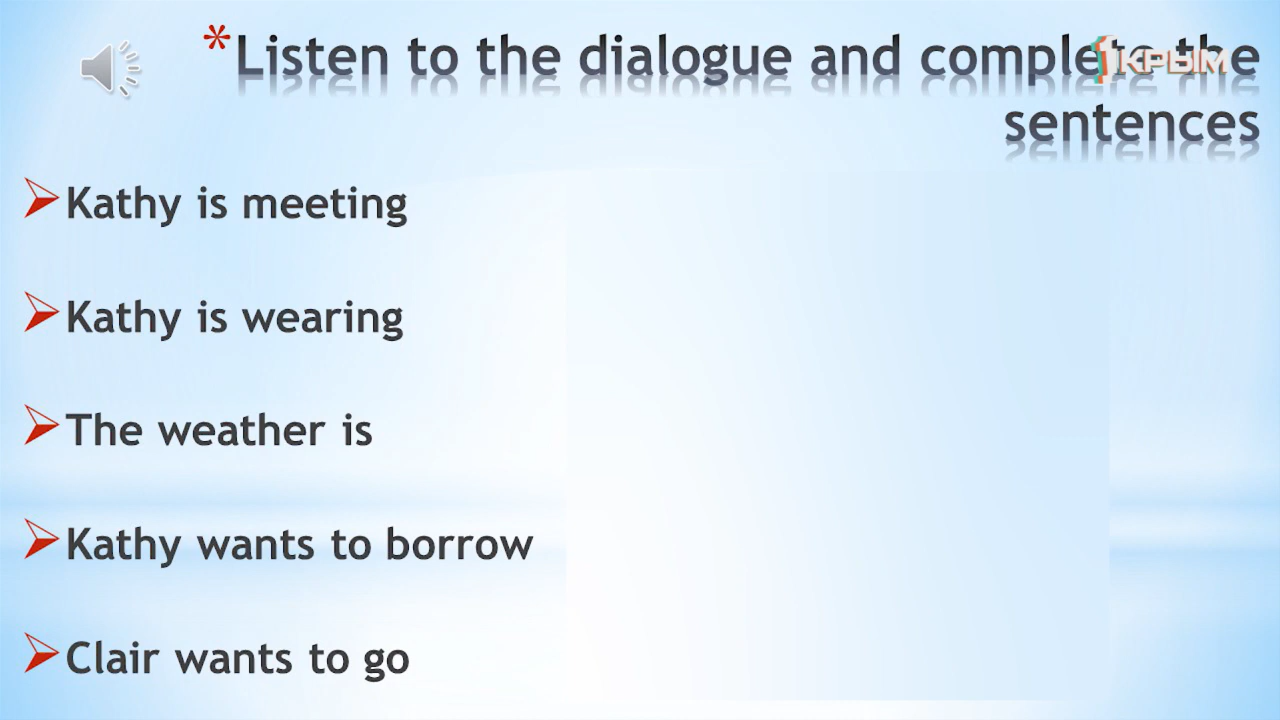 *Listen to the dialogue and complete the
sentences
1КРЫМ
Kathy is meeting
Kathy is wearing
The weather is
Kathy wants to borrow
Clair wants to go